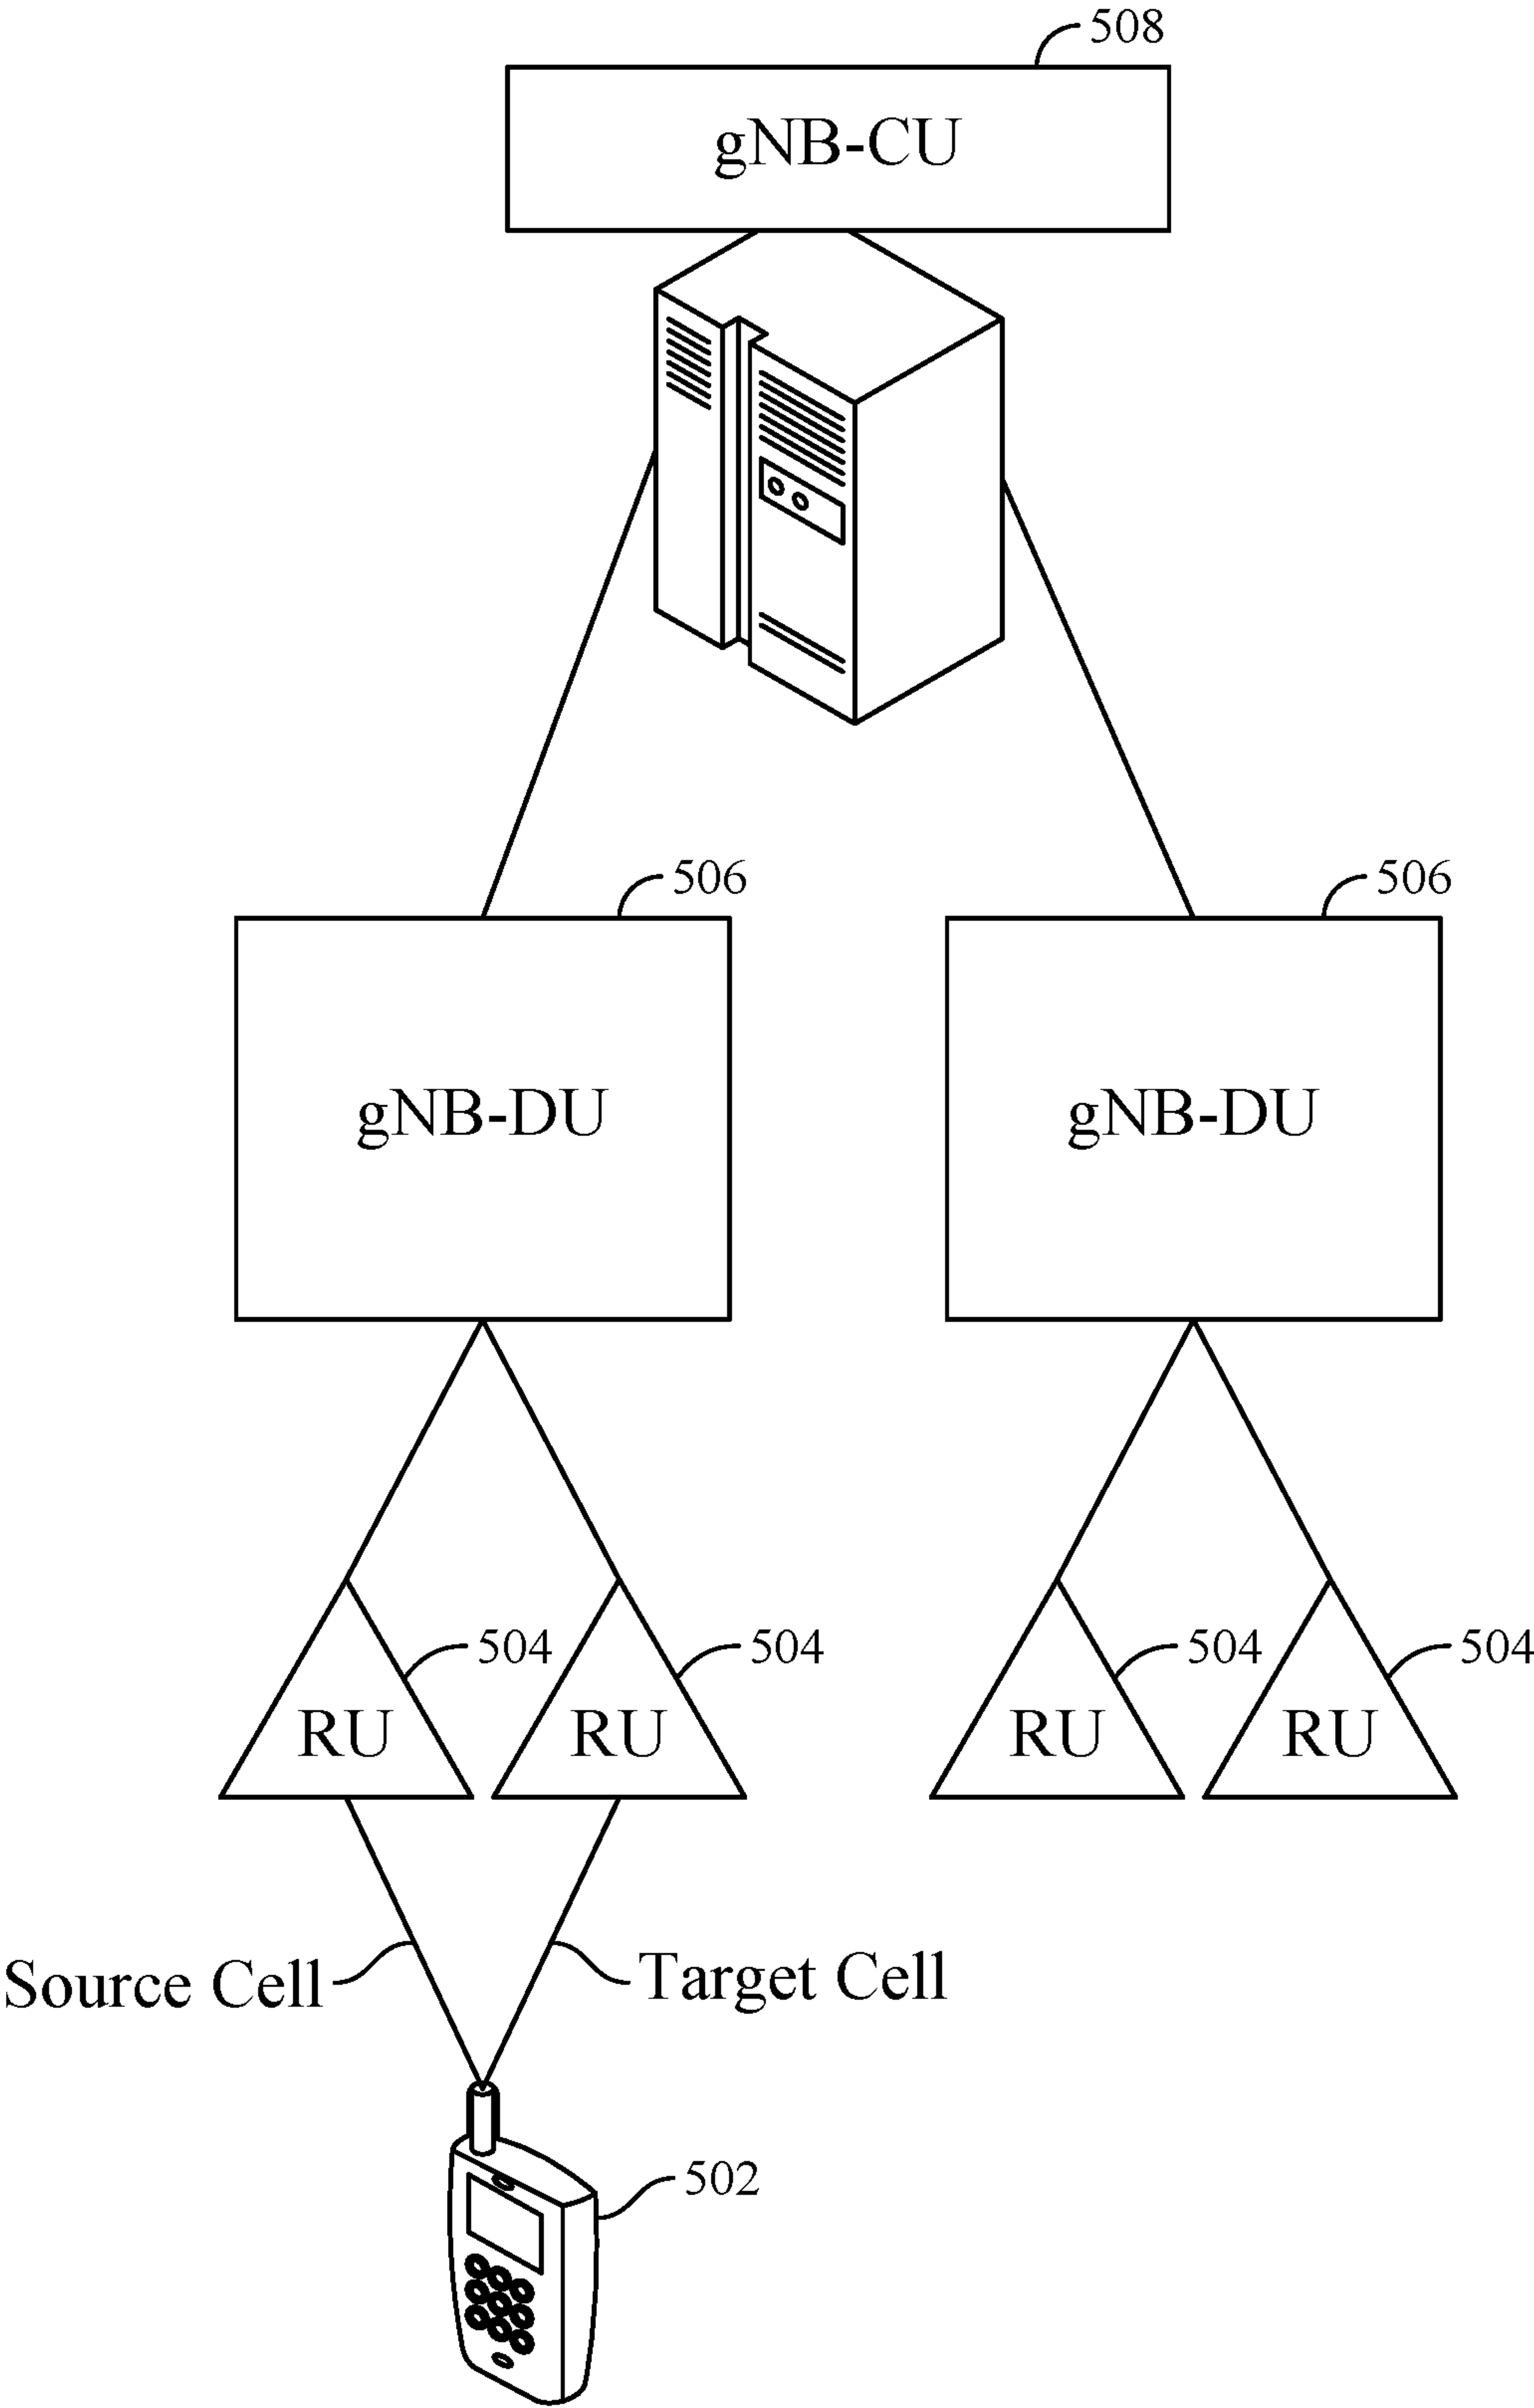 508
gNB-CU
506
506
gNB-DU
gNB-DU
504
504
504
504
RU
RU
RU
RU
Source Cell
Target Cell
502